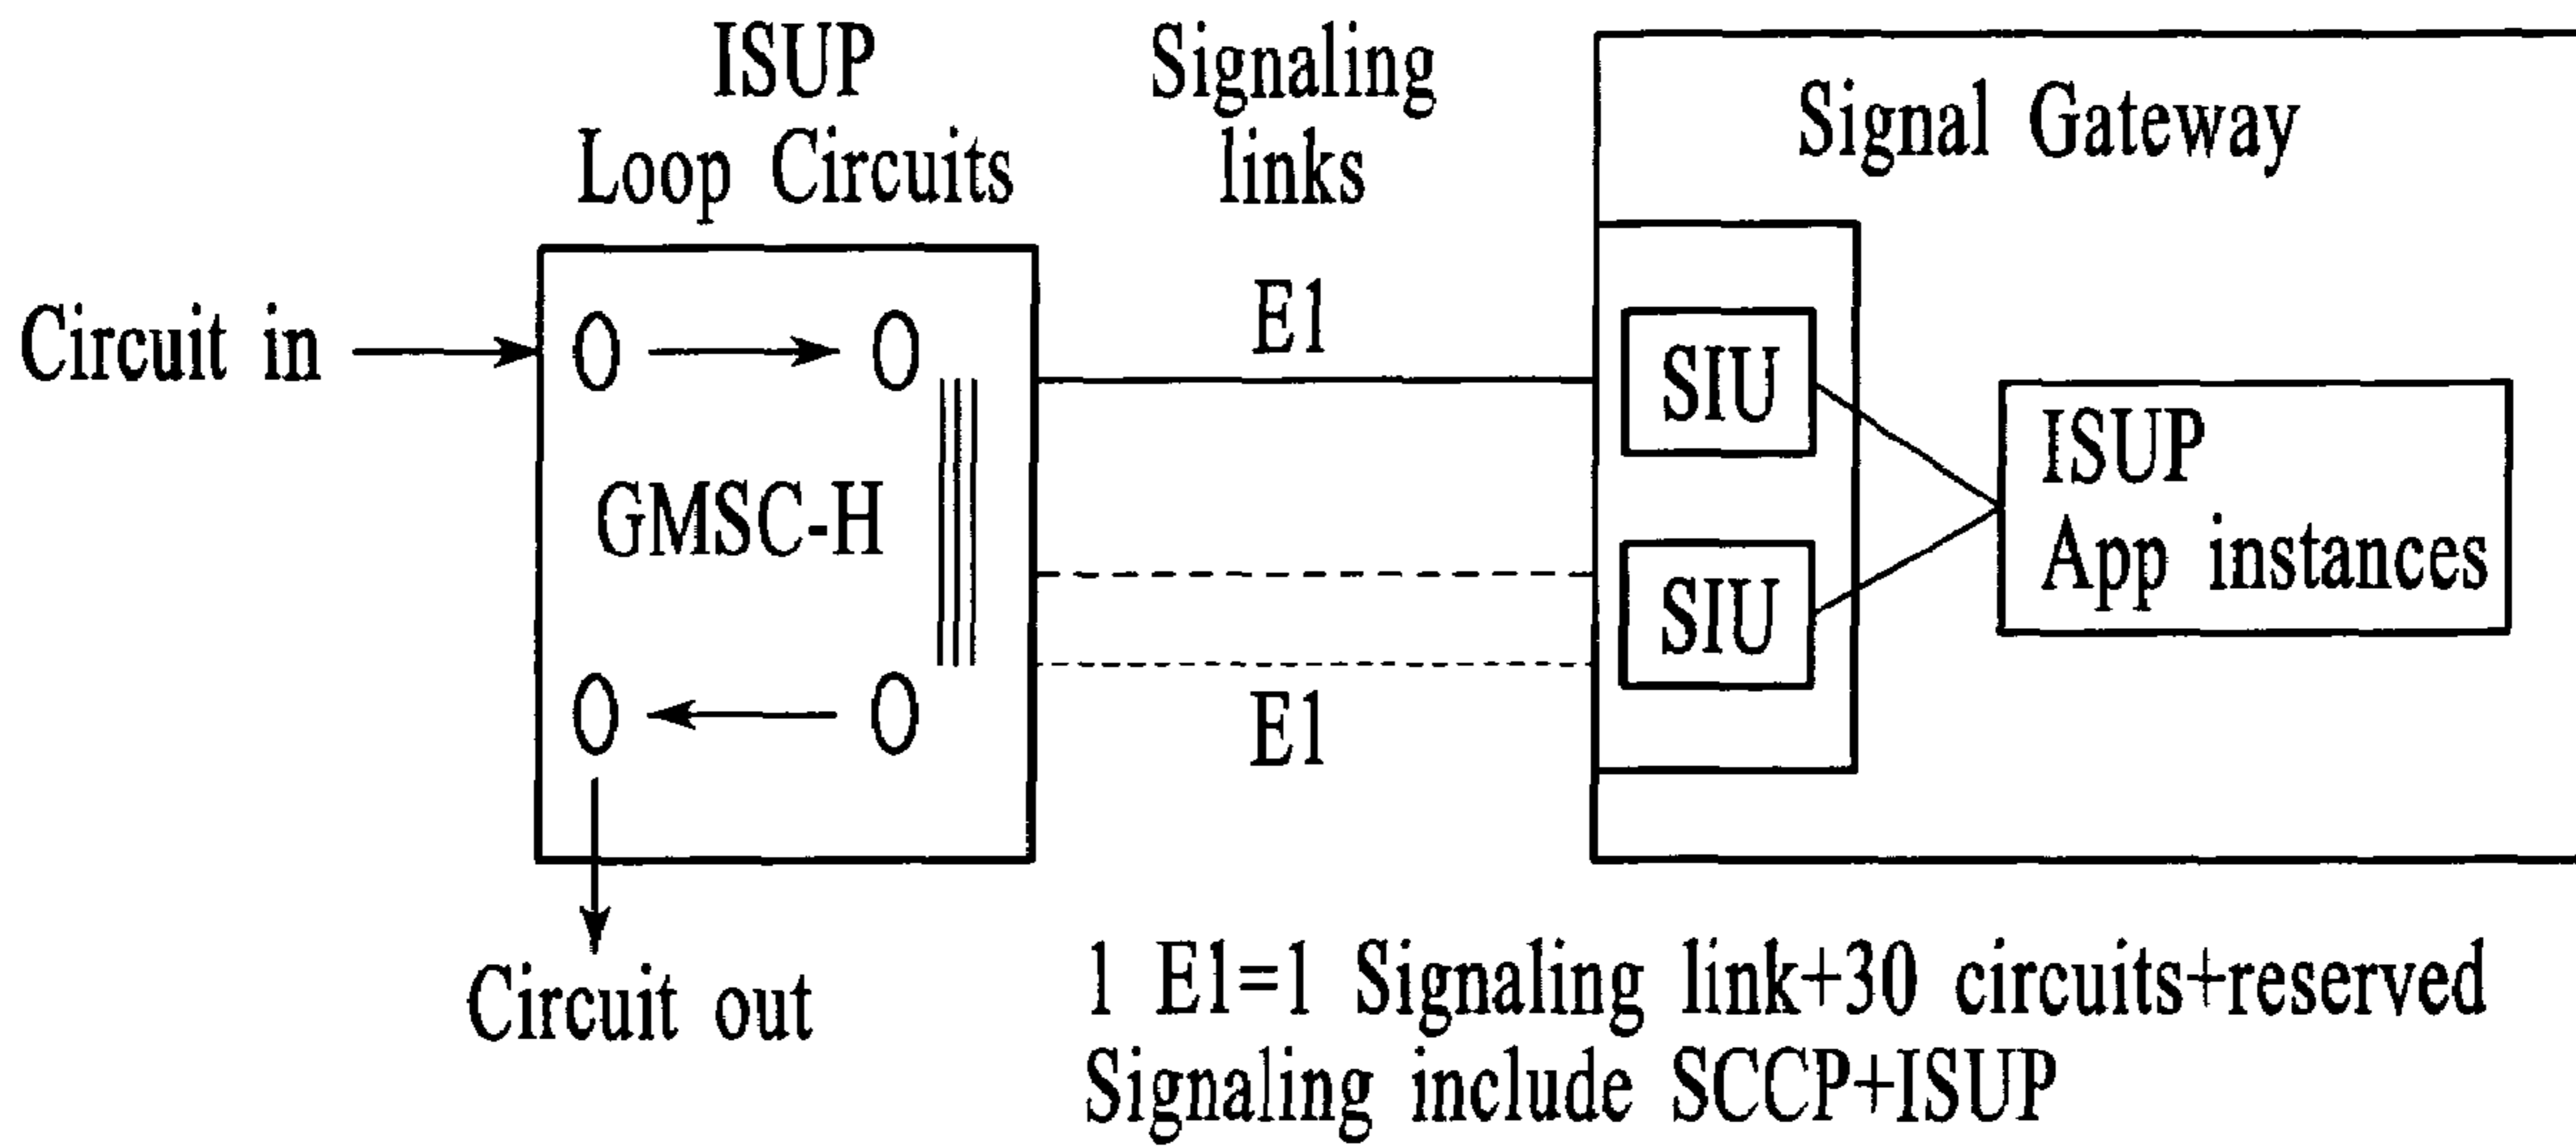 ISUP
Loop Circuits
Signaling
links
Signal Gateway
Circuit in
E1
SIU
GMSC-H
ISUP
App instances
SIU
E1
Circuit out
1 E1=1 Signaling link+30 circuits+reserved
Signaling include SCCP+ISUP